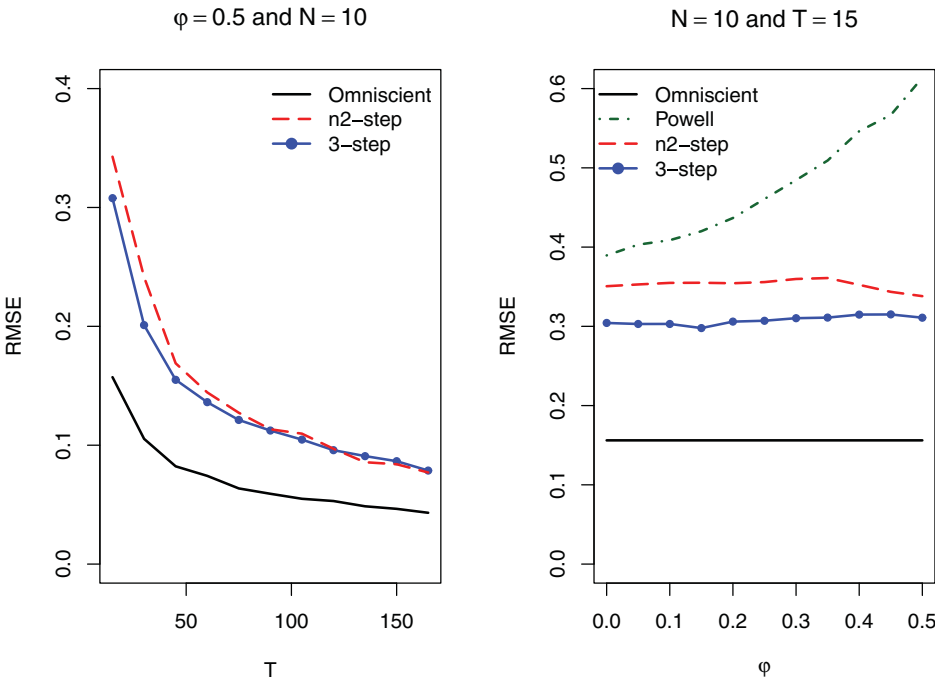 φ = 0.5 and N = 10
RMSE
0.0
0.1
0.2
0.3
0.4
Omniscient
n2−step
3−step
50
100
150
T
N = 10 and T = 15
RMSE
0.0
0.1
0.2
0.3
0.4
0.5
0.6
Omniscient
Powell
n2−step
3−step
0.0
0.1
0.2
0.3
0.4
0.5
φ